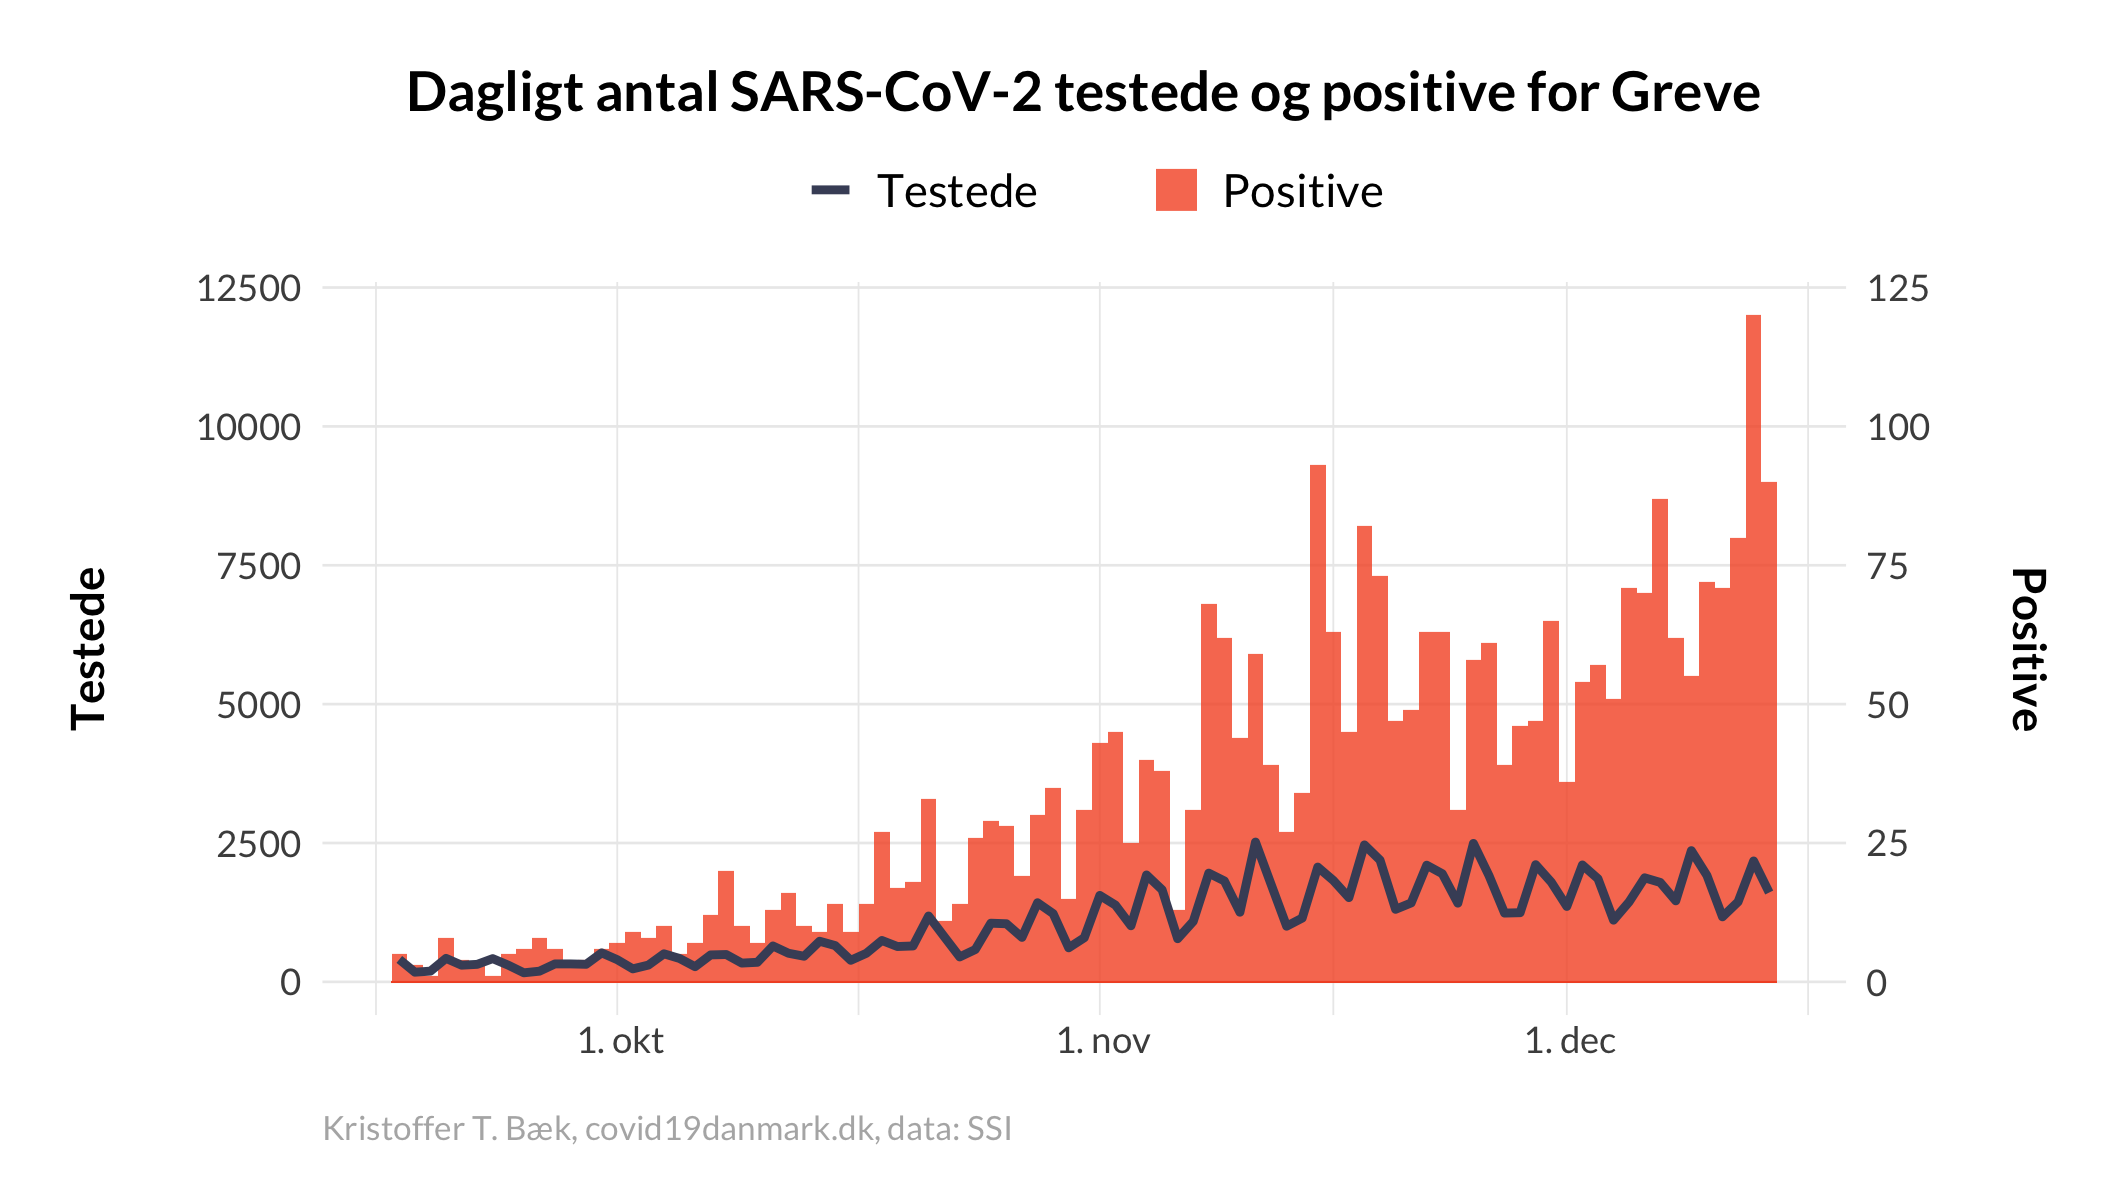 Dagligt antal SARS-CoV-2 testede og positive for Greve
Testede
Positive
12500
10000
7500
5000
2500
0
125
100
75
50
25
0
Testede
Positive
1. okt
1. nov
1. dec
Kristoffer T. Bæk, covid19danmark.dk, data: SSI